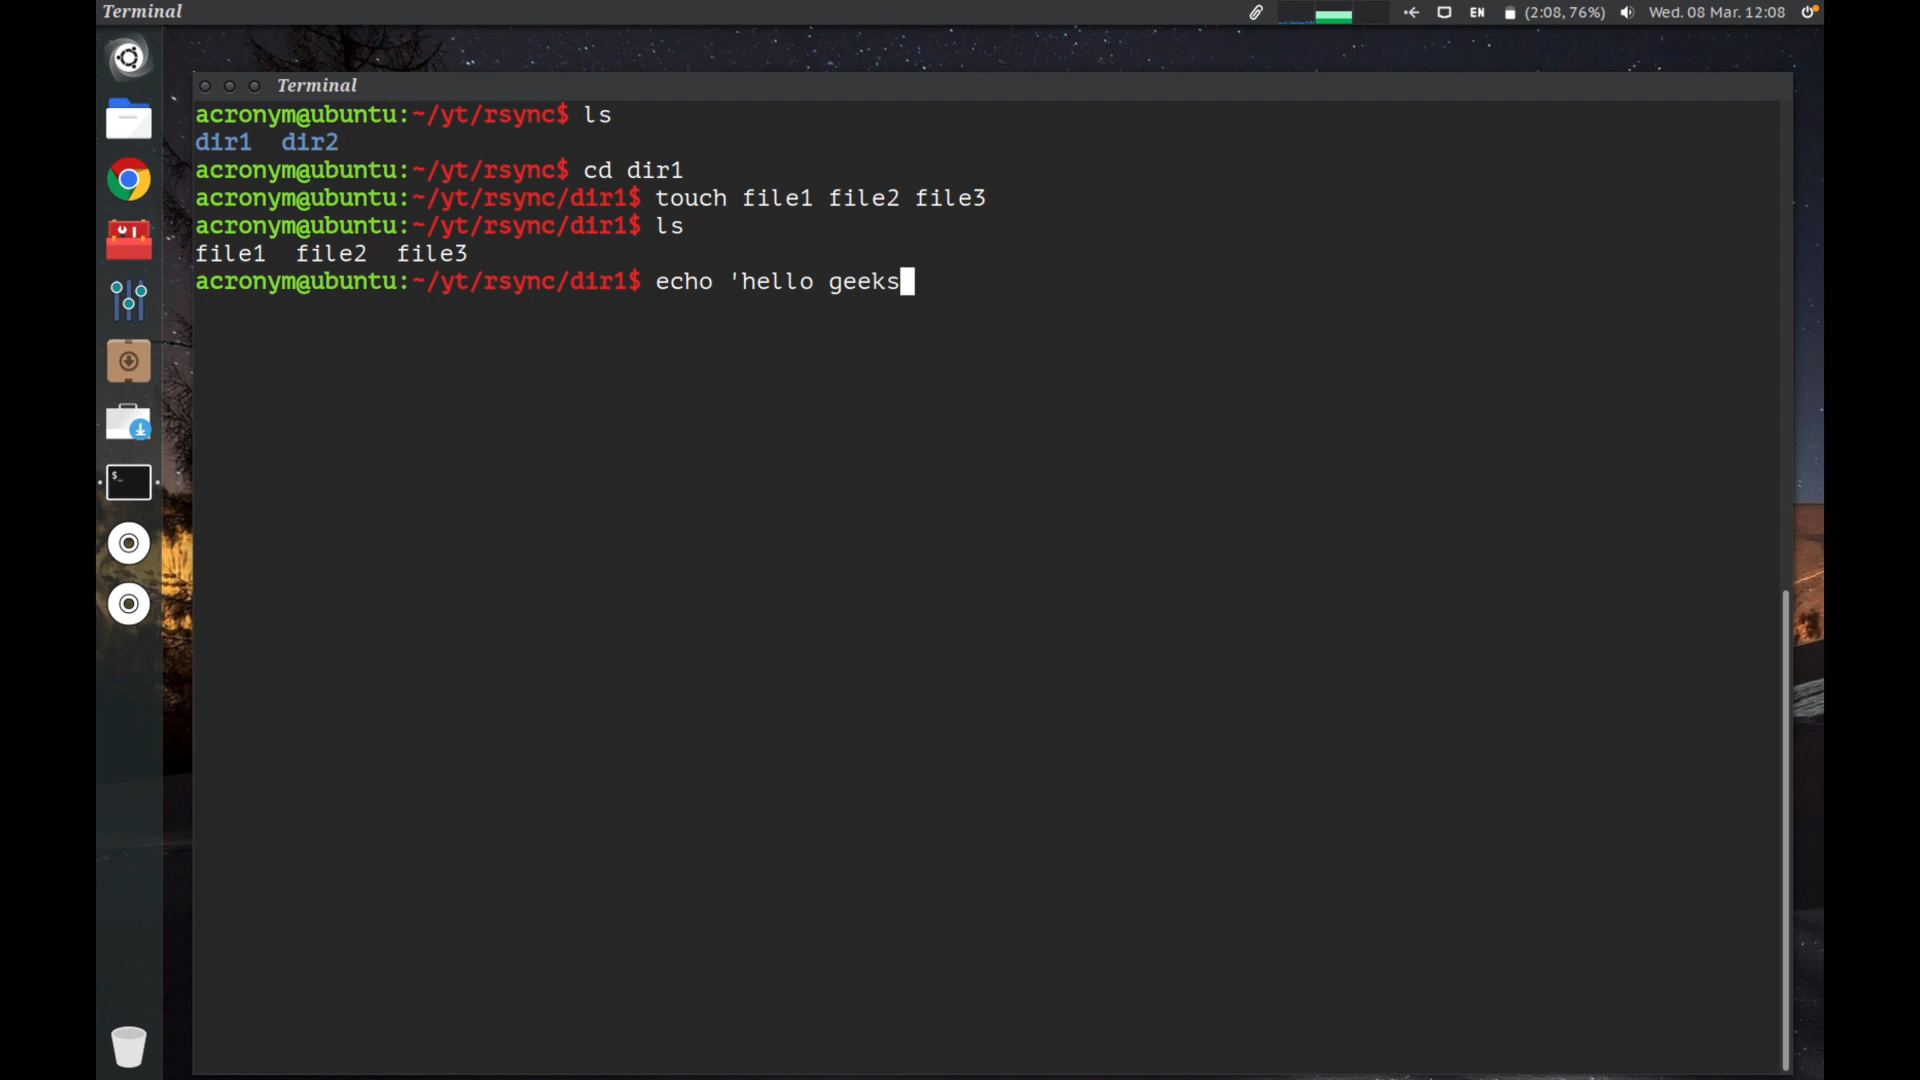 Terminal
EN (2:08, 76%) Wed. 08 Mar. 12:08
Terminal
acronym@ubuntu:~/yt/rsync$ ls
dir1  dir2
acronym@ubuntu:~/yt/rsync$ cd dir1
acronym@ubuntu:~/yt/rsync/dir1$ touch file1 file2 file3
acronym@ubuntu:~/yt/rsync/dir1$ ls
file1  file2  file3
acronym@ubuntu:~/yt/rsync/dir1$ echo 'hello geeks
$_